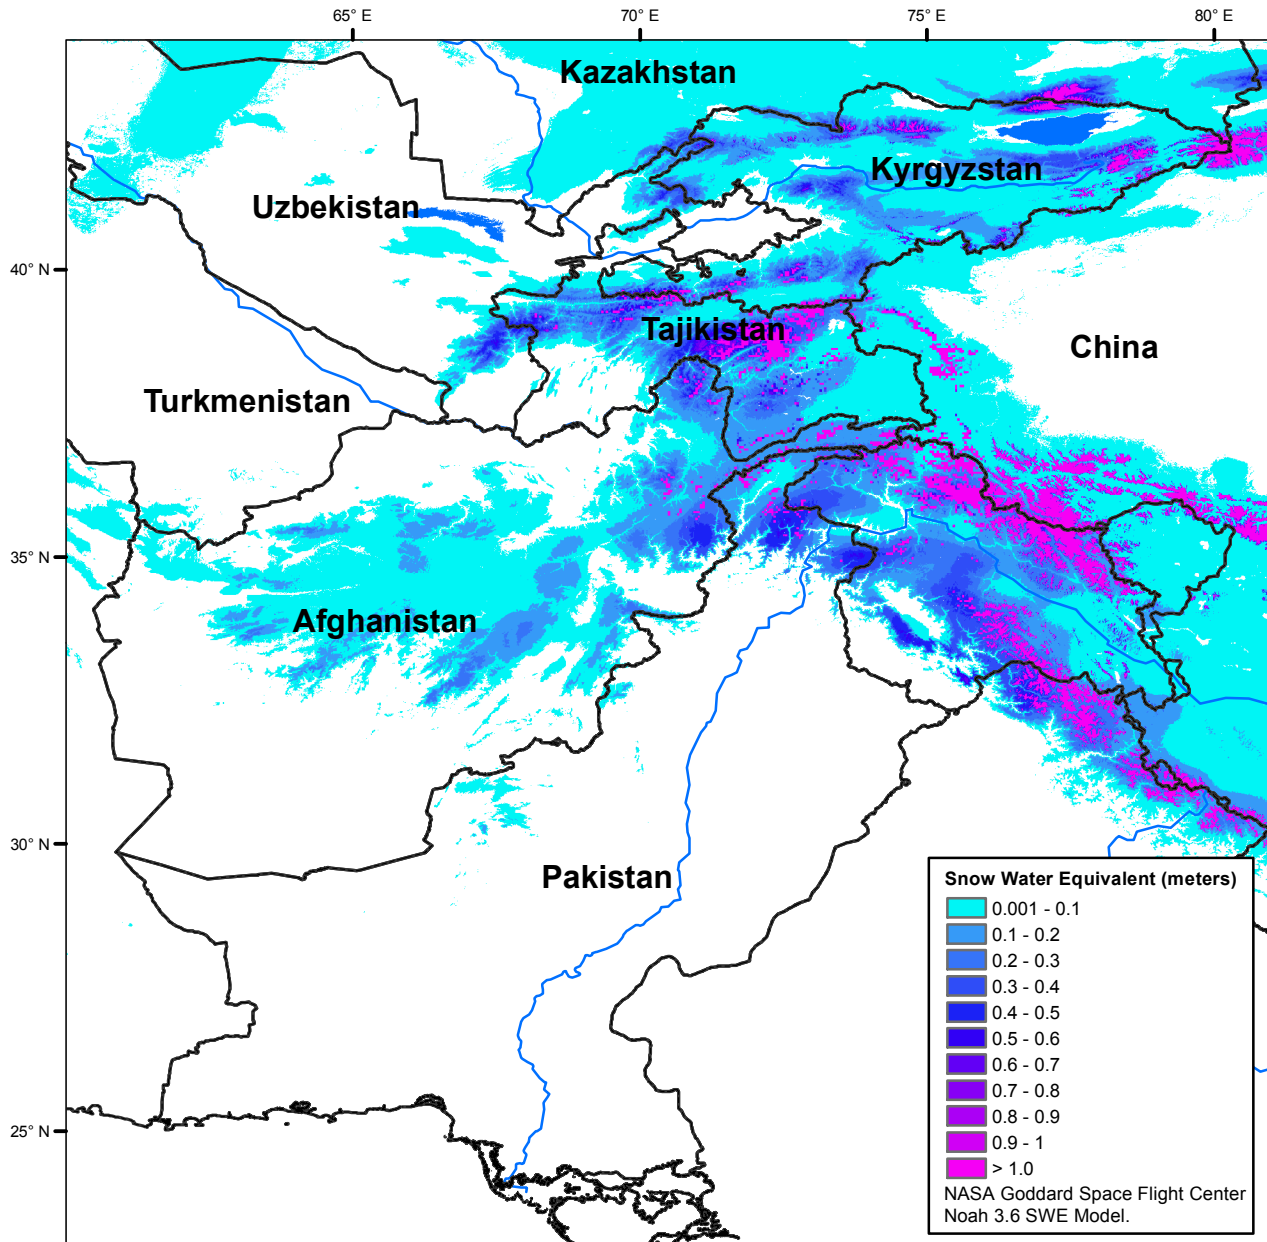 65° E
70° E
75° E
80° E
Kazakhstan
Kyrgyzstan
Uzbekistan
40° N
Tajikistan
China
Turkmenistan
35° N
Afghanistan
30° N
Pakistan
25° N
Snow Water Equivalent (meters)
0.001 - 0.1
0.1 - 0.2
0.2 - 0.3
0.3 - 0.4
0.4 - 0.5
0.5 - 0.6
0.6 - 0.7
0.7 - 0.8
0.8 - 0.9
0.9 - 1
> 1.0
NASA Goddard Space Flight Center
Noah 3.6 SWE Model.